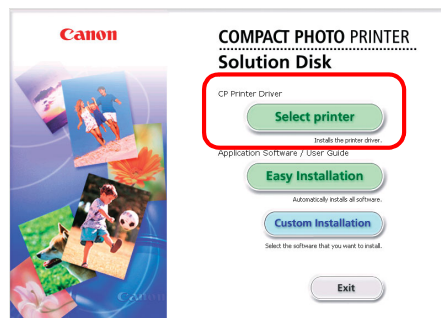 Canon
COMPACT PHOTO PRINTER
Solution Disk
CP Printer Driver
Select printer
Installs the printer driver.
Application Software / User Guide
Easy Installation
Automatically installs all software.
Custom Installation
Select the software that you want to install.
Exit
Canon